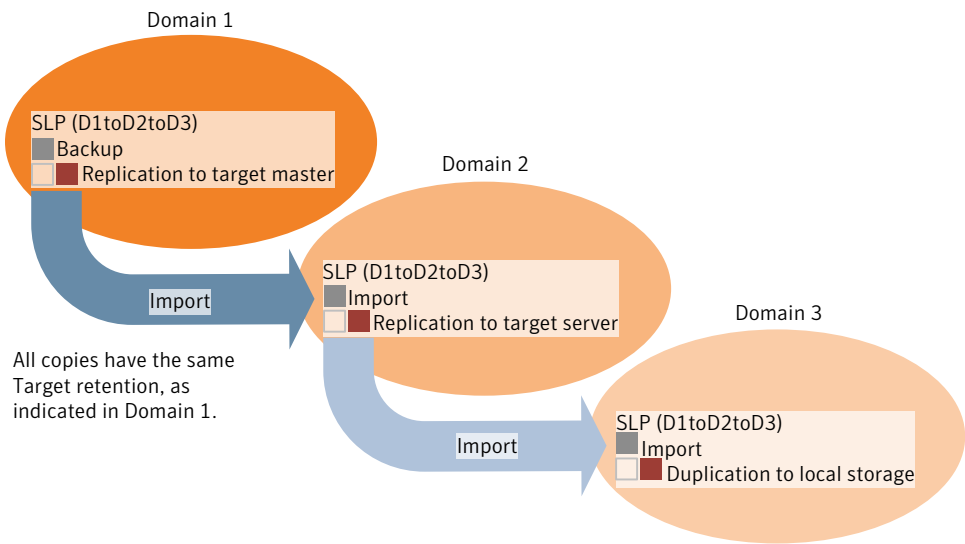 Domain 1
SLP (D1toD2toD3)
Backup
Replication to target master
Import
Domain 2
SLP (D1toD2toD3)
Import
Replication to target server
All copies have the same
Target retention, as
indicated in Domain 1.
Import
Domain 3
SLP (D1toD2toD3)
Import
Duplication to local storage